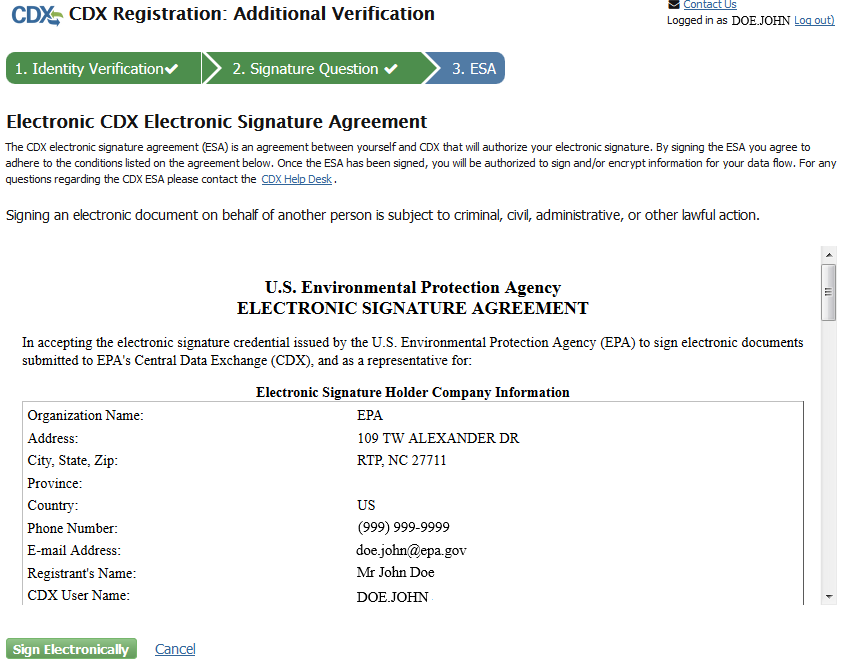 CDX CDX Registration: Additional Verification
Contact Us
Logged in as DOE.JOHN Log out)
1. Identity Verification✔
2. Signature Question ✔
3. ESA
Electronic CDX Electronic Signature Agreement
The CDX electronic signature agreement (ESA) is an agreement between yourself and CDX that will authorize your electronic signature. By signing the ESA you agree to
adhere to the conditions listed on the agreement below. Once the ESA has been signed, you will be authorized to sign and/or encrypt information for your data flow. For any
questions regarding the CDX ESA please contact the CDX Help Desk .
Signing an electronic document on behalf of another person is subject to criminal, civil, administrative, or other lawful action.
U.S. Environmental Protection Agency
ELECTRONIC SIGNATURE AGREEMENT
In accepting the electronic signature credential issued by the U.S. Environmental Protection Agency (EPA) to sign electronic documents
submitted to EPA's Central Data Exchange (CDX), and as a representative for:
Electronic Signature Holder Company Information
Organization Name: EPA
Address: 109 TW ALEXANDER DR
City, State, Zip: RTP, NC 27711
Province:
Country: US
Phone Number: (999) 999-9999
E-mail Address: doe.john@epa.gov
Registrant's Name: Mr John Doe
CDX User Name: DOE.JOHN
Sign Electronically Cancel